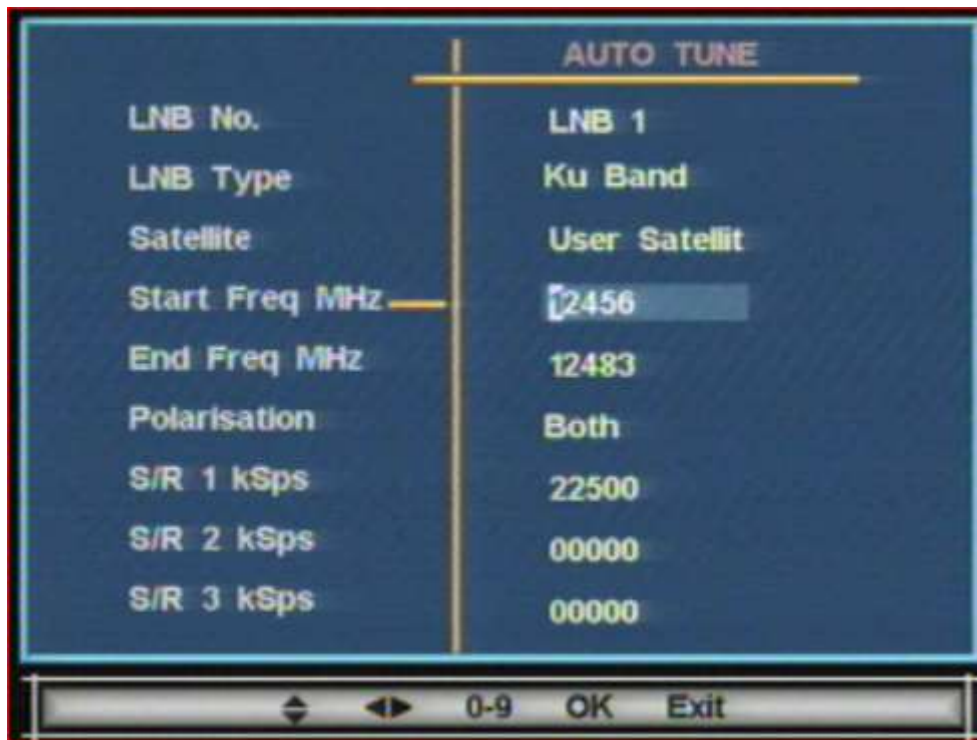 AUTO TUNE
LNB No. LNB 1
LNB Type Ku Band
Satellite User Satellit
Start Freq MHz 12456
End Freq MHz 12483
Polarisation Both
S/R 1 kSps 22500
S/R 2 kSps 00000
S/R 3 kSps 00000
0-9 OK Exit